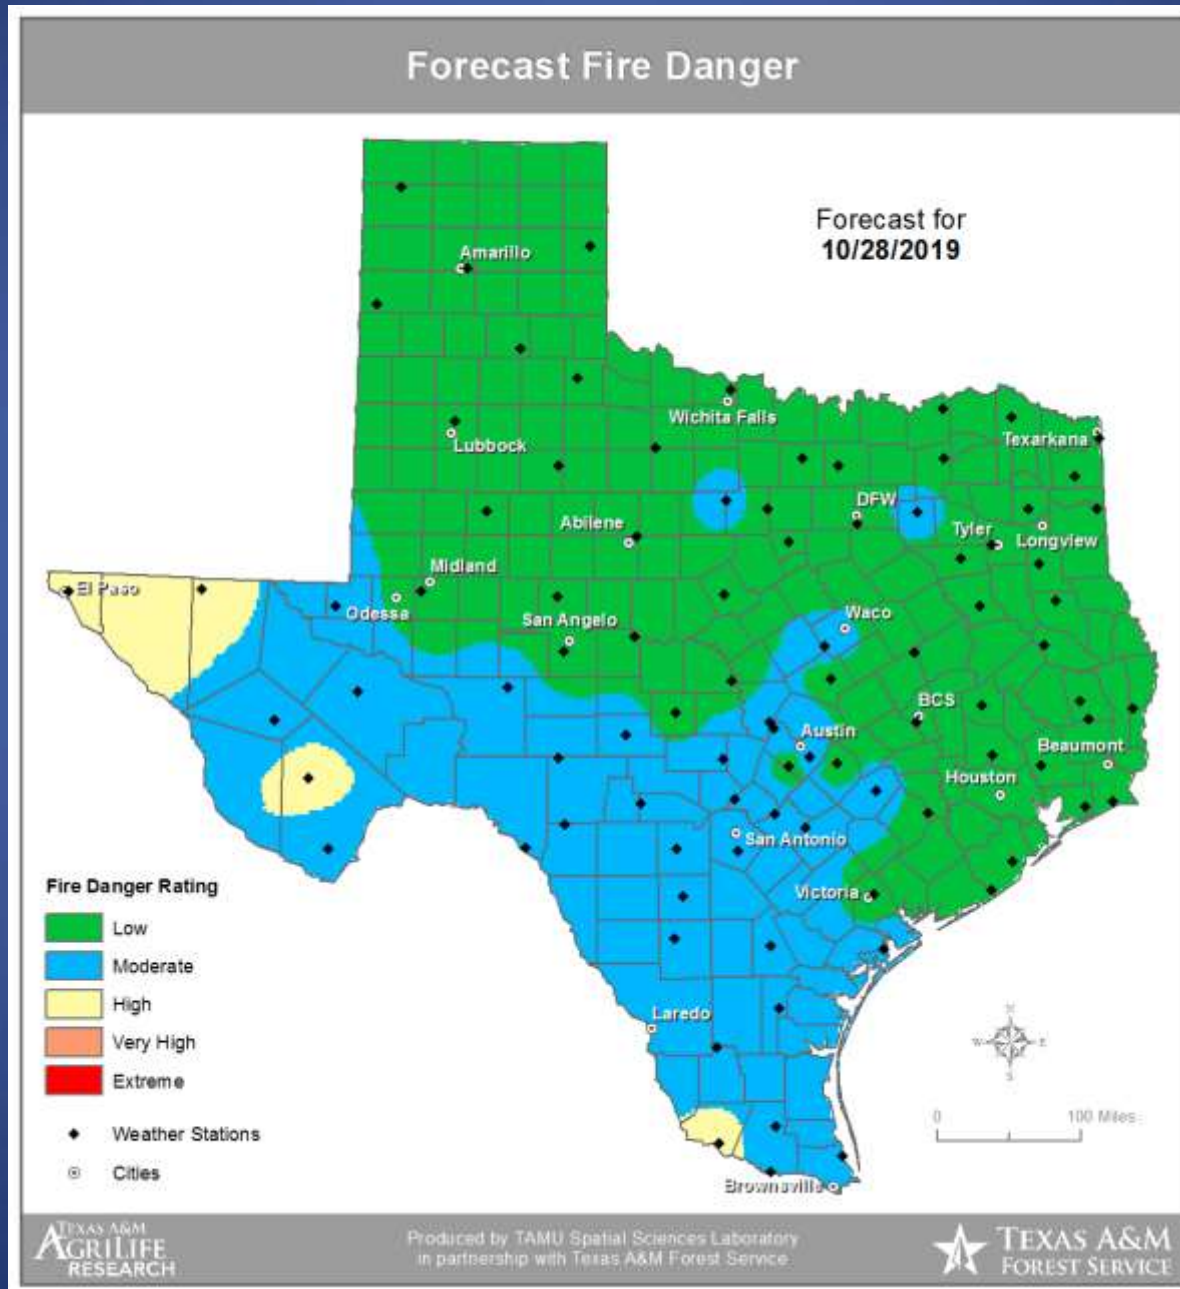 Forecast Fire Danger
Forecast for
10/28/2019
Amarillo
Wichita Falls
Texarkana
Lubbock
DFW
Abilene
Tyler
Longview
Midland
El Paso
Odessa
San Angelo
Waco
BCS
Austin
Beaumont
Houston
San Antonio
Victoria
Laredo
Brownsville
Fire Danger Rating
Low
Moderate
High
Very High
Extreme
Weather Stations
Cities
N
W E
S
0 100 Miles
TEXAS A&M
AGRILIFE
RESEARCH
Produced by TAMU Spatial Sciences Laboratory
in partnership with Texas A&M Forest Service
TEXAS A&M
FOREST SERVICE